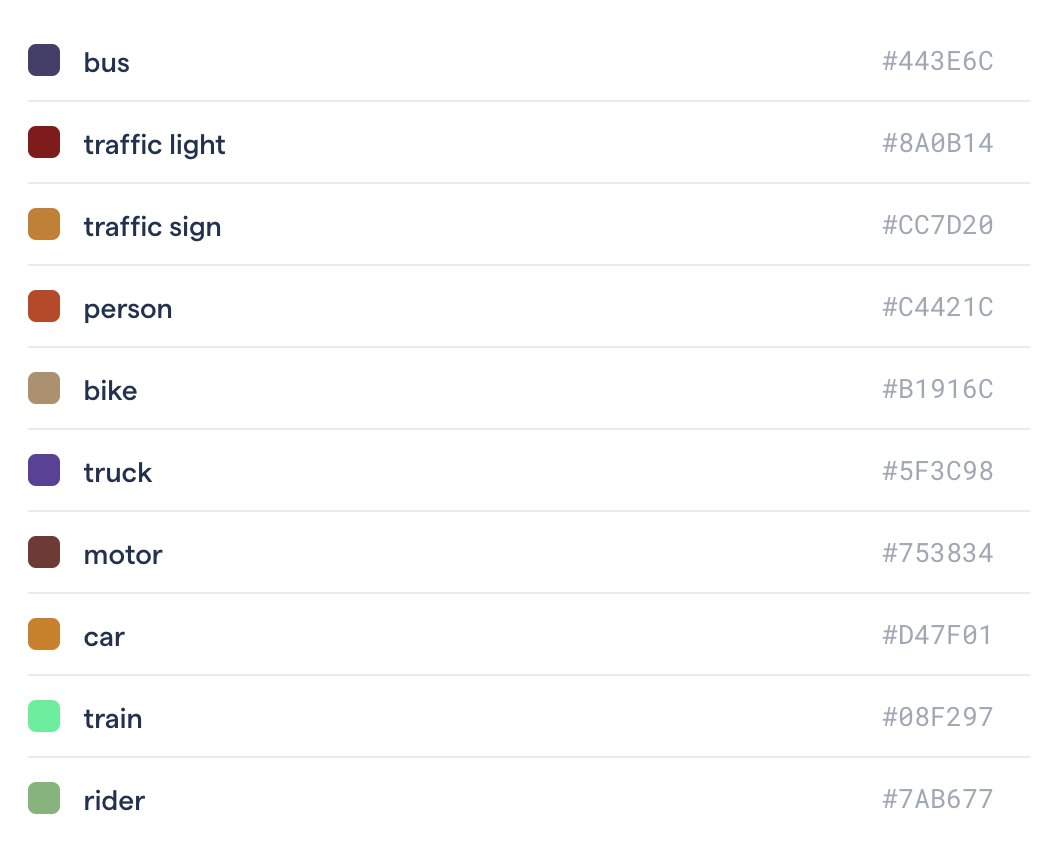 bus #443E6C
traffic light #8A0B14
traffic sign #CC7D20
person #C4421C
bike #B1916C
truck #5F3C98
motor #753834
car #D47F01
train #08F297
rider #7AB677